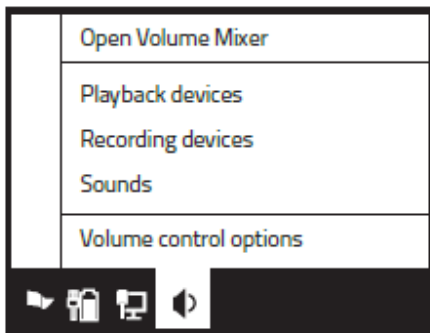 Open Volume Mixer
Playback devices
Recording devices
Sounds
Volume control options